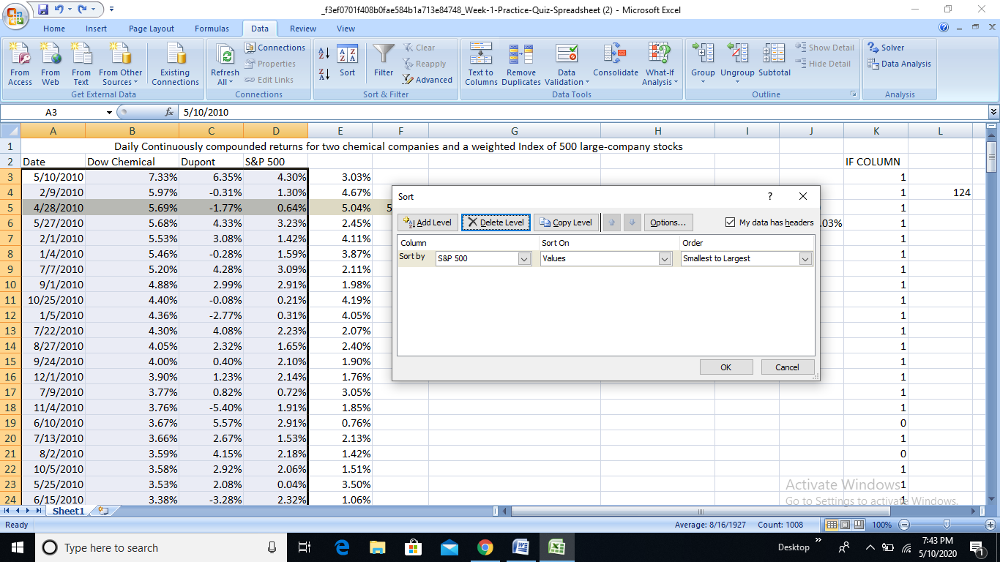 _f3ef0701f408b0fae584b1a713e84748_Week-1-Practice-Quiz-Spreadsheet (2) - Microsoft Excel
Home Insert Page Layout Formulas Data Review View
From Access
From Web
From Text
From Other Sources
Existing Connections
Get External Data
Refresh All
Connections
Properties
Edit Links
Connections
Sort
Filter
Clear
Reapply
Advanced
Sort & Filter
Text to Columns
Remove Duplicates
Data Validation
Consolidate
What-If Analysis
Data Tools
Group
Ungroup
Subtotal
Show Detail
Hide Detail
Outline
Solver
Data Analysis
Analysis
A3 fx 5/10/2010
A B C D E F G H I J K L
1 Daily Continuously compounded returns for two chemical companies and a weighted Index of 500 large-company stocks
2 Date Dow Chemical Dupont S&P 500 IF COLUMN
3 5/10/2010 7.33% 6.35% 4.30% 3.03% 1
4 2/9/2010 5.97% -0.31% 1.30% 4.67% 1 124
5 4/28/2010 5.69% -1.77% 0.64% 5.04% 5 1
6 5/27/2010 5.68% 4.33% 3.23% 2.45% .03% 1
7 2/1/2010 5.53% 3.08% 1.42% 4.11% 1
8 1/4/2010 5.46% -0.28% 1.59% 3.87% 1
9 7/7/2010 5.20% 4.28% 3.09% 2.11% 1
10 9/1/2010 4.88% 2.99% 2.91% 1.98% 1
11 10/25/2010 4.40% -0.08% 0.21% 4.19% 1
12 1/5/2010 4.36% -2.77% 0.31% 4.05% 1
13 7/22/2010 4.30% 4.08% 2.23% 2.07% 1
14 8/27/2010 4.05% 2.32% 1.65% 2.40% 1
15 9/24/2010 4.00% 0.40% 2.10% 1.90% 1
16 12/1/2010 3.90% 1.23% 2.14% 1.76% 1
17 7/9/2010 3.77% 0.82% 0.72% 3.05% 1
18 11/4/2010 3.76% -5.40% 1.91% 1.85% 1
19 6/10/2010 3.67% 5.57% 2.91% 0.76% 0
20 7/13/2010 3.66% 2.67% 1.53% 2.13% 1
21 8/2/2010 3.59% 4.15% 2.18% 1.42% 0
22 10/5/2010 3.58% 2.92% 2.06% 1.51% 1
23 5/25/2010 3.53% 2.08% 0.04% 3.50% 1
24 6/15/2010 3.38% -3.28% 2.32% 1.06% 1
Sort ?
Add Level Delete Level Copy Level Options... My data has headers
Column Sort On Order
Sort by S&P 500 Values Smallest to Largest
OK Cancel
Activate Windows
Go to Settings to activate Windows.
Sheet1
Ready Average: 8/16/1927 Count: 1008 100%
Type here to search
Desktop
7:43 PM
5/10/2020
1